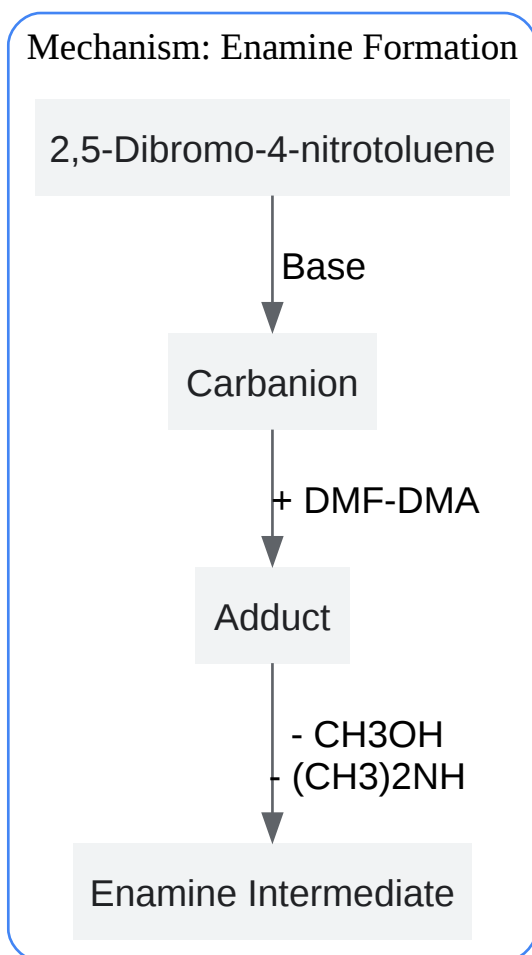 Mechanism: Enamine Formation
2,5-Dibromo-4-nitrotoluene
Base
Carbanion
+ DMF-DMA
Adduct
- CH3OH
- (CH3)2NH
Enamine Intermediate